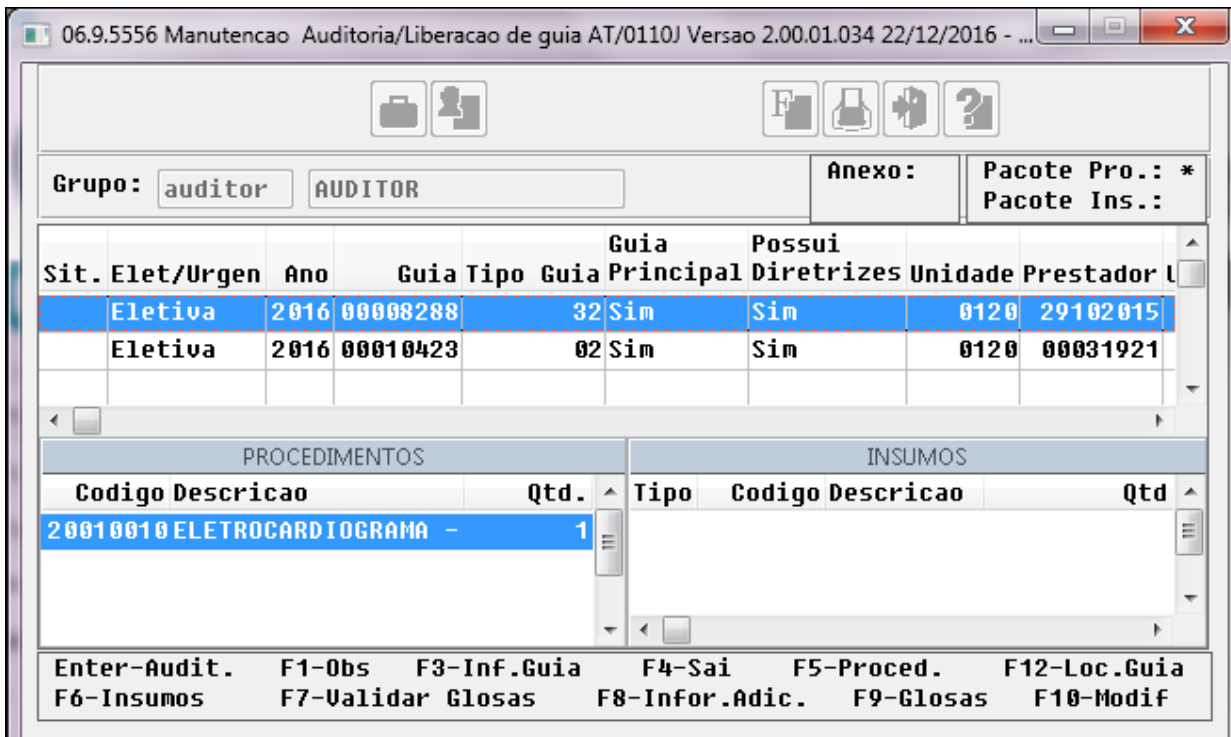 06.9.5556 Manutencao Auditoria/Liberacao de guia AT/0110J Versao 2.00.01.034 22/12/2016 - ...
Grupo: auditor AUDITOR Anexo: Pacote Pro.: *
Pacote Ins.:
Guia Possui
Sit. Elet/Urgen Ano Guia Tipo Guia Principal Diretrizes Unidade Prestador
Eletiva 2016 00008288 32 Sim Sim 0120 29102015
Eletiva 2016 00010423 02 Sim Sim 0120 00031921
PROCEDIMENTOS INSUMOS
Codigo Descricao Qtd. Tipo Codigo Descricao Qtd
20010010 ELETROCARDIOGRAMA - 1
Enter-Audit. F1-Obs F3-Inf.Guia F4-Sai F5-Proced. F12-Loc.Guia
F6-Insumos F7-Validar Glosas F8-Infor.Adic. F9-Glosas F10-Modif